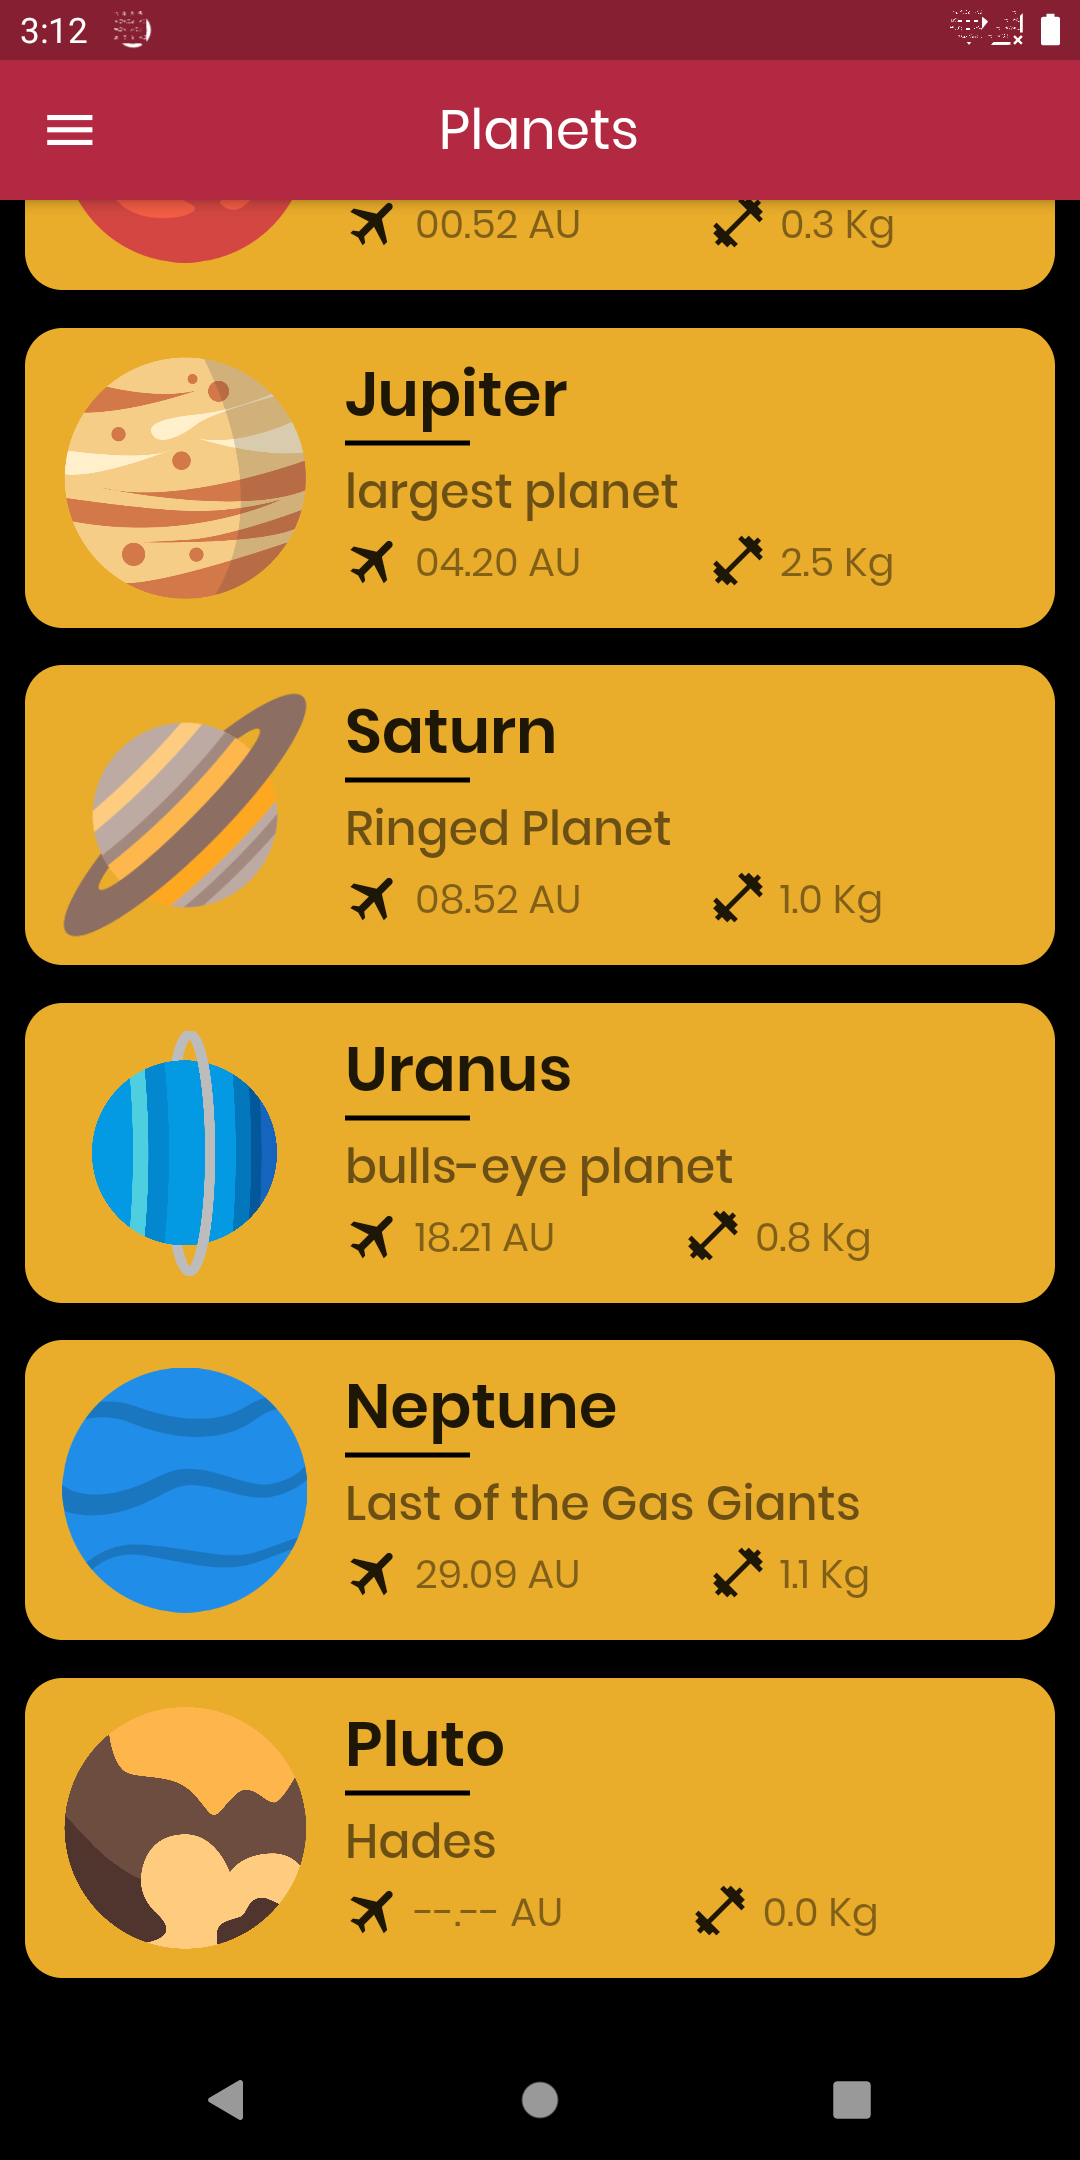 3:12
Planets
00.52 AU 0.3 Kg
Jupiter
largest planet
04.20 AU 2.5 Kg
Saturn
Ringed Planet
08.52 AU 1.0 Kg
Uranus
bulls-eye planet
18.21 AU 0.8 Kg
Neptune
Last of the Gas Giants
29.09 AU 1.1 Kg
Pluto
Hades
--.-- AU 0.0 Kg